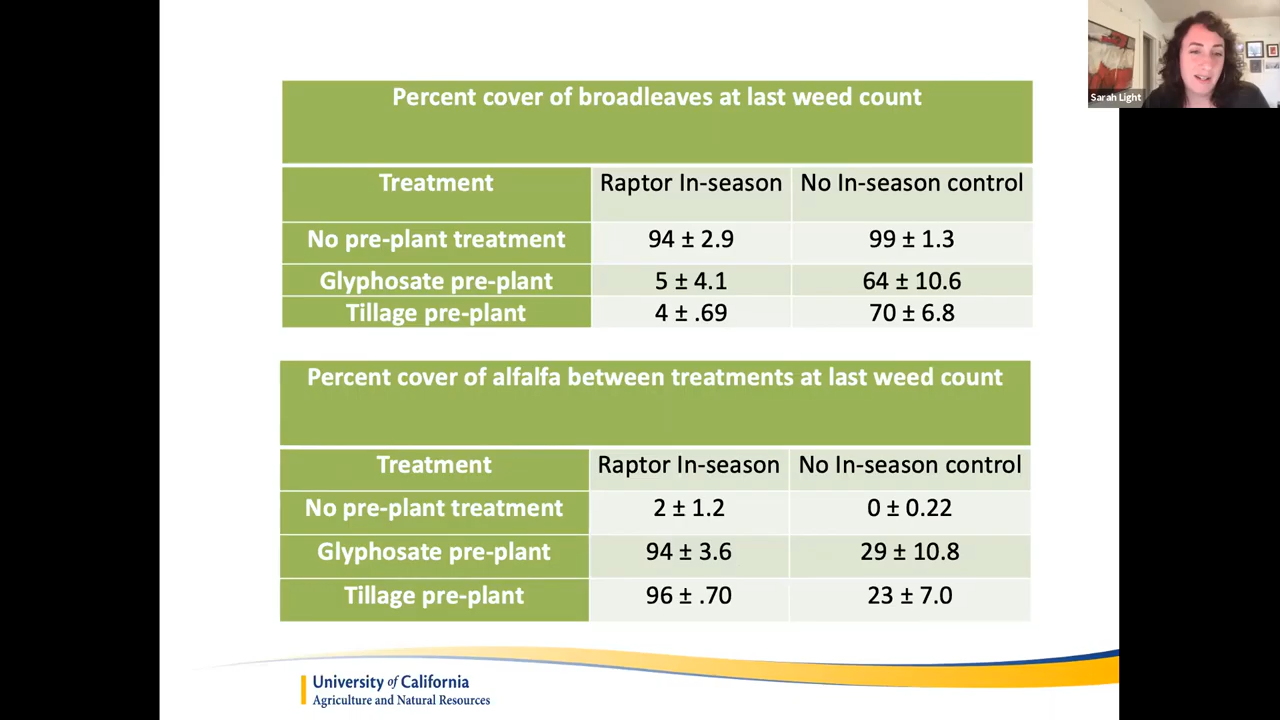 Sarah Light
Percent cover of broadleaves at last weed count
Treatment Raptor In-season No In-season control
No pre-plant treatment 94 ± 2.9 99 ± 1.3
Glyphosate pre-plant 5 ± 4.1 64 ± 10.6
Tillage pre-plant 4 ± .69 70 ± 6.8
Percent cover of alfalfa between treatments at last weed count
Treatment Raptor In-season No In-season control
No pre-plant treatment 2 ± 1.2 0 ± 0.22
Glyphosate pre-plant 94 ± 3.6 29 ± 10.8
Tillage pre-plant 96 ± .70 23 ± 7.0
University of California
Agriculture and Natural Resources